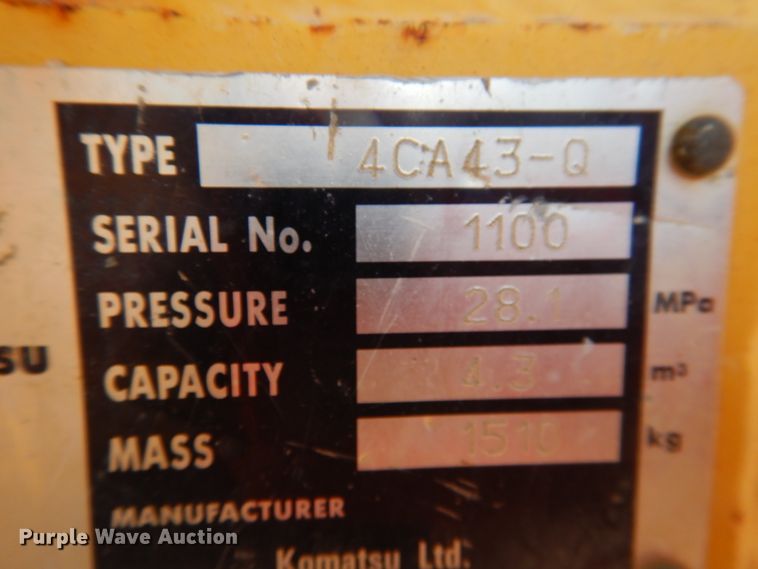 TYPE 4CA43-Q
SERIAL No. 1100
PRESSURE 28.1 MPa
CAPACITY 4.3 m³
SU
MASS 1510 kg
MANUFACTURER
Komatsu Ltd.
Purple Wave Auction